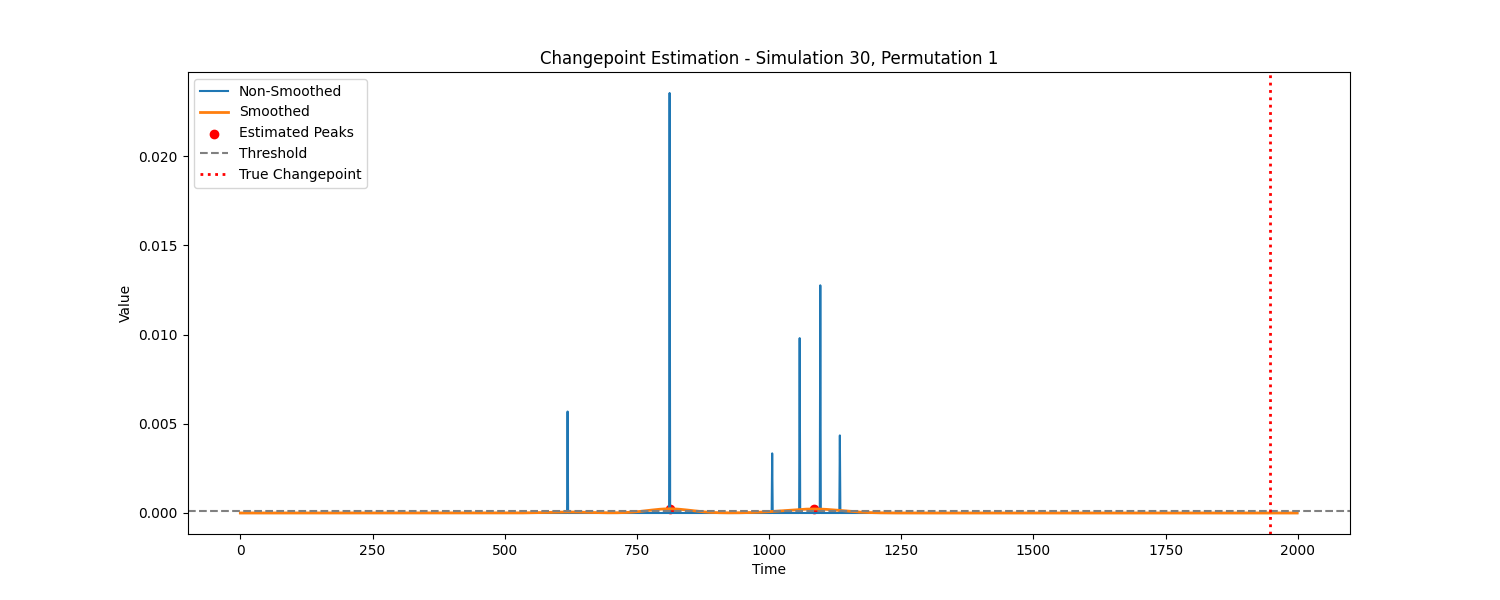 Changepoint Estimation - Simulation 30, Permutation 1
Non-Smoothed
Smoothed
Estimated Peaks
Threshold
True Changepoint
Value
0.020
0.015
0.010
0.005
0.000
0
250
500
750
1000
1250
1500
1750
2000
Time